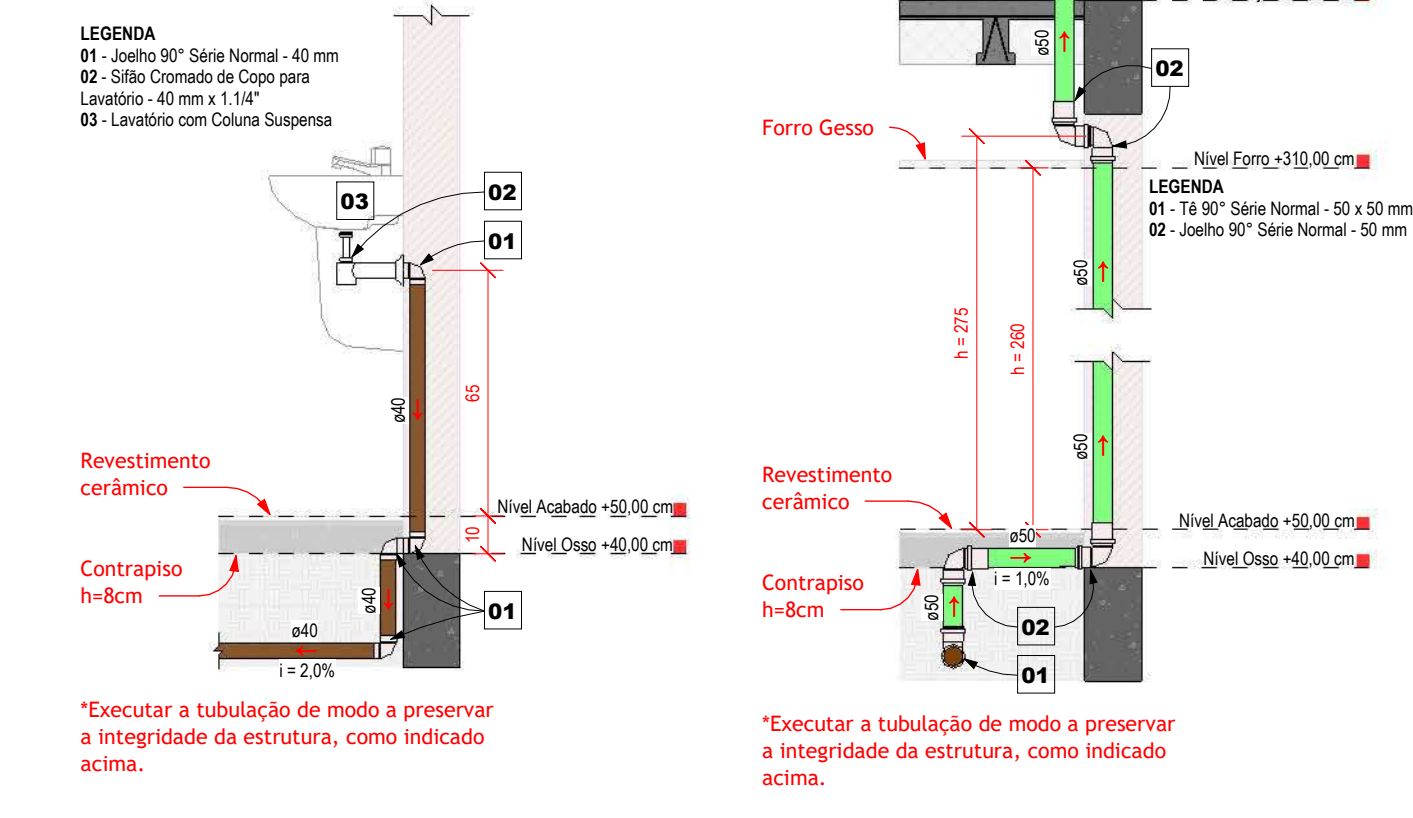 LEGENDA
01 - Joelho 90° Série Normal - 40 mm
02 - Sifão Cromado de Copo para
Lavatório - 40 mm x 1.1/4"
03 - Lavatório com Coluna Suspensa
03
02
01
65
ø40
Revestimento
cerâmico
Nível Acabado +50,00 cm
10
Nível Osso +40,00 cm
Contrapiso
h=8cm
ø40
01
ø40
i = 2,0%
*Executar a tubulação de modo a preservar
a integridade da estrutura, como indicado
acima.
ø50
02
Forro Gesso
Nível Forro +310,00 cm
LEGENDA
01 - Tê 90° Série Normal - 50 x 50 mm
02 - Joelho 90° Série Normal - 50 mm
ø50
h = 275
h = 260
ø50
Revestimento
cerâmico
Nível Acabado +50,00 cm
ø50
Nível Osso +40,00 cm
i = 1,0%
Contrapiso
h=8cm
ø50
02
01
*Executar a tubulação de modo a preservar
a integridade da estrutura, como indicado
acima.